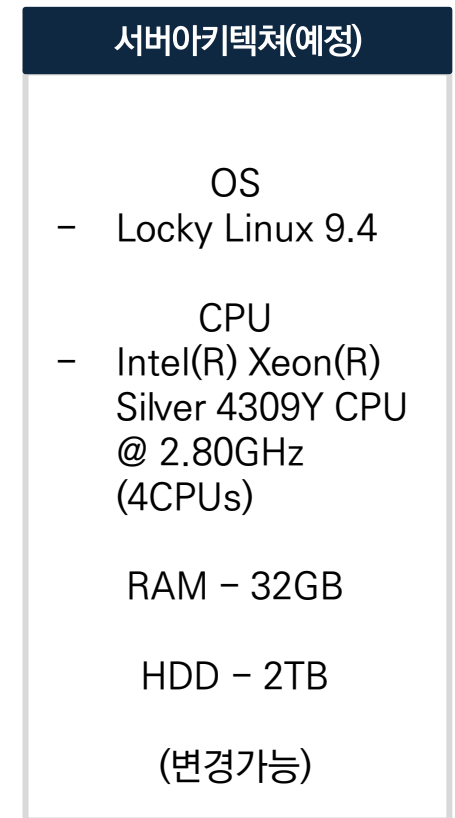 서버아키텍쳐(예정)
OS
- Locky Linux 9.4
CPU
- Intel(R) Xeon(R)
Silver 4309Y CPU
@ 2.80GHz
(4CPUs)
RAM - 32GB
HDD - 2TB
(변경가능)